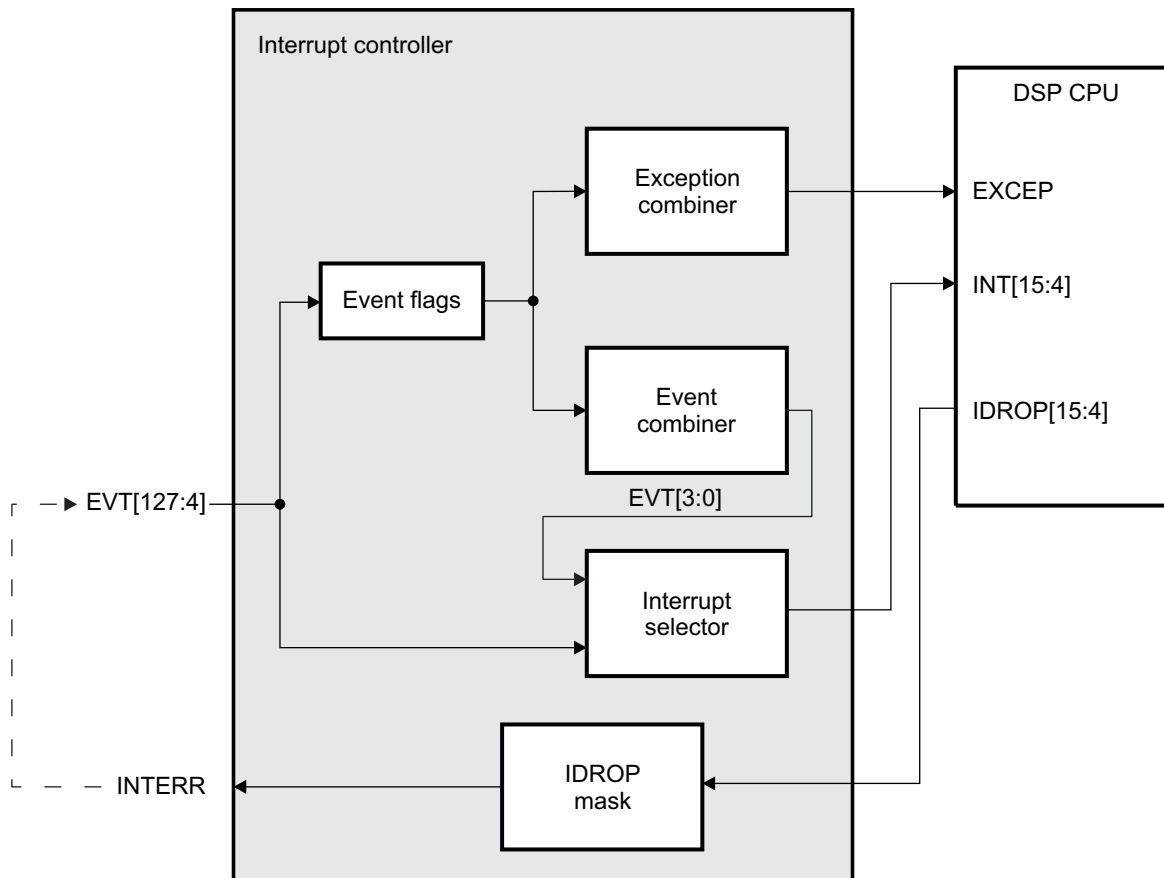 Interrupt controller
DSP CPU
Exception
combiner
EXCEP
Event flags
INT[15:4]
Event
combiner
IDROP[15:4]
EVT[3:0]
EVT[127:4]
Interrupt
selector
IDROP
mask
INTERR